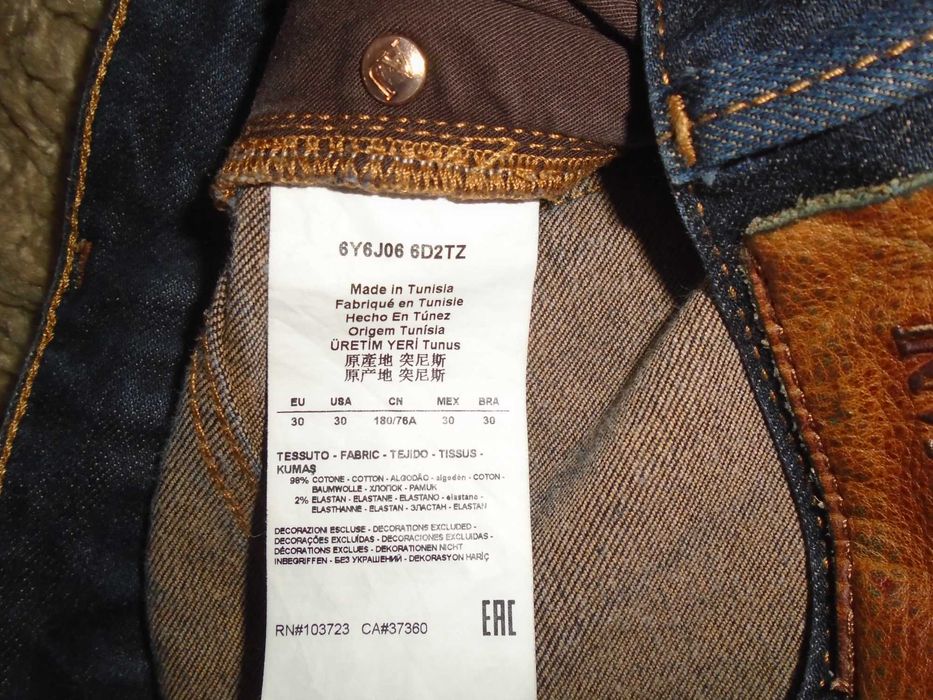 6Y6J06 6D2TZ
Made in Tunisia
Fabriqué en Tunisie
Hecho En Túnez
Origem Tunísia
ÜRETİM YERİ Tunus
原產地 突尼斯
原产地 突尼斯
EU USA CN MEX BRA
30 30 180/76A 30 30
TESSUTO - FABRIC - TEJIDO - TISSUS -
KUMAŞ
98% COTONE - COTTON - ALGODÃO - algodón - COTON -
BAUMWOLLE - ХЛОПОК - PAMUK
2% ELASTAN - ELASTANE - ELASTANO - elastano -
ELASTHANNE - ELASTAN - ЭЛАСТАН - ELASTAN
DECORAZIONI ESCLUSE - DECORATIONS EXCLUDED -
DECORAÇÕES EXCLUÍDAS - DECORACIONES EXCLUIDAS -
DÉCORATIONS EXCLUES - DEKORATIONEN NICHT
INBEGRIFFEN - БЕЗ УКРАШЕНИЙ - DEKORASYON HARİÇ
RN#103723 CA#37360
EAC